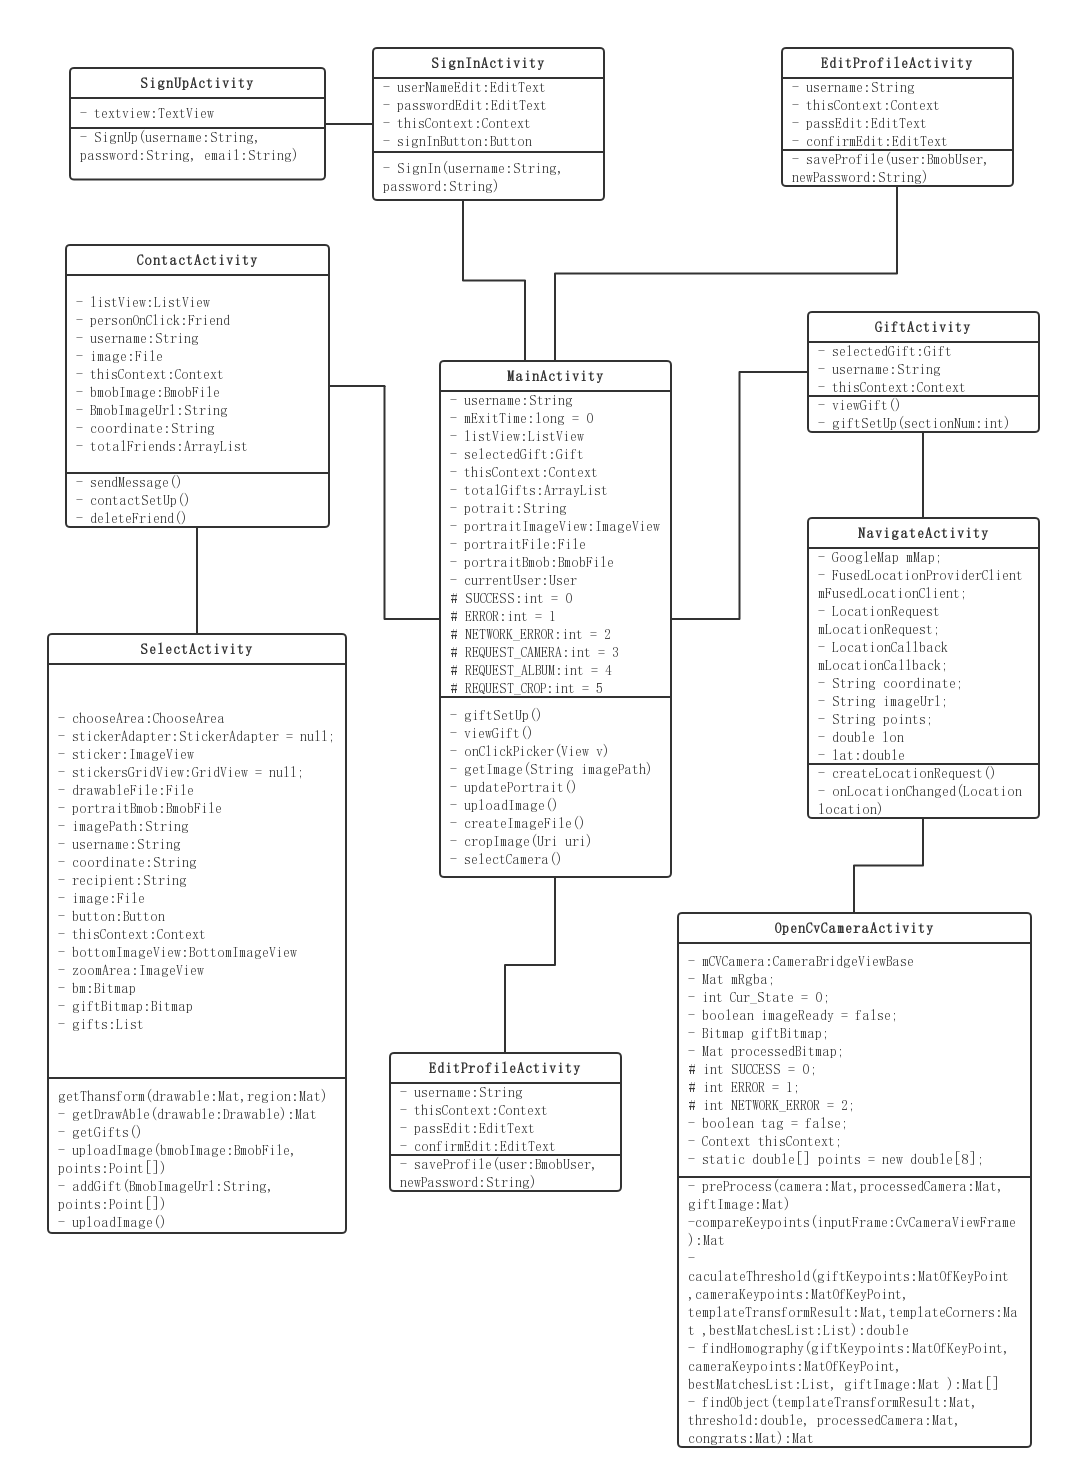 SignUpActivity
- textview:TextView
- SignUp(username:String,
password:String, email:String)
SignInActivity
- userNameEdit:EditText
- passwordEdit:EditText
- thisContext:Context
- signInButton:Button
- SignIn(username:String,
password:String)
EditProfileActivity
- username:String
- thisContext:Context
- passEdit:EditText
- confirmEdit:EditText
- saveProfile(user:BmobUser,
newPassword:String)
ContactActivity
- listView:ListView
- personOnClick:Friend
- username:String
- image:File
- thisContext:Context
- bmobImage:BmobFile
- BmobImageUrl:String
- coordinate:String
- totalFriends:ArrayList
- sendMessage()
- contactSetUp()
- deleteFriend()
MainActivity
- username:String
- mExitTime:long = 0
- listView:ListView
- selectedGift:Gift
- thisContext:Context
- totalGifts:ArrayList
- potrait:String
- portraitImageView:ImageView
- portraitFile:File
- portraitBmob:BmobFile
- currentUser:User
# SUCCESS:int = 0
# ERROR:int = 1
# NETWORK_ERROR:int = 2
# REQUEST_CAMERA:int = 3
# REQUEST_ALBUM:int = 4
# REQUEST_CROP:int = 5
- giftSetUp()
- viewGift()
- onClickPicker(View v)
- getImage(String imagePath)
- updatePortrait()
- uploadImage()
- createImageFile()
- cropImage(Uri uri)
- selectCamera()
GiftActivity
- selectedGift:Gift
- username:String
- thisContext:Context
- viewGift()
- giftSetUp(sectionNum:int)
NavigateActivity
- GoogleMap mMap;
- FusedLocationProviderClient
mFusedLocationClient;
- LocationRequest
mLocationRequest;
- LocationCallback
mLocationCallback;
- String coordinate;
- String imageUrl;
- String points;
- double lon
- lat:double
- createLocationRequest()
- onLocationChanged(Location
location)
SelectActivity
- chooseArea:ChooseArea
- stickerAdapter:StickerAdapter = null;
- sticker:ImageView
- stickersGridView:GridView = null;
- drawableFile:File
- portraitBmob:BmobFile
- imagePath:String
- username:String
- coordinate:String
- recipient:String
- image:File
- button:Button
- thisContext:Context
- bottomImageView:BottomImageView
- zoomArea:ImageView
- bm:Bitmap
- giftBitmap:Bitmap
- gifts:List
getThansform(drawable:Mat,region:Mat)
- getDrawAble(drawable:Drawable):Mat
- getGifts()
- uploadImage(bmobImage:BmobFile,
points:Point[])
- addGift(BmobImageUrl:String,
points:Point[])
- uploadImage()
EditProfileActivity
- username:String
- thisContext:Context
- passEdit:EditText
- confirmEdit:EditText
- saveProfile(user:BmobUser,
newPassword:String)
OpenCvCameraActivity
- mCVCamera:CameraBridgeViewBase
- Mat mRgba;
- int Cur_State = 0;
- boolean imageReady = false;
- Bitmap giftBitmap;
- Mat processedBitmap;
# int SUCCESS = 0;
# int ERROR = 1;
# int NETWORK_ERROR = 2;
- boolean tag = false;
- Context thisContext;
- static double[] points = new double[8];
- preProcess(camera:Mat,processedCamera:Mat,
giftImage:Mat)
-compareKeypoints(inputFrame:CvCameraViewFrame
):Mat
-
caculateThreshold(giftKeypoints:MatOfKeyPoint
,cameraKeypoints:MatOfKeyPoint,
templateTransformResult:Mat,templateCorners:Ma
t ,bestMatchesList:List):double
- findHomography(giftKeypoints:MatOfKeyPoint,
cameraKeypoints:MatOfKeyPoint,
bestMatchesList:List, giftImage:Mat ):Mat[]
- findObject(templateTransformResult:Mat,
threshold:double, processedCamera:Mat,
congrats:Mat):Mat